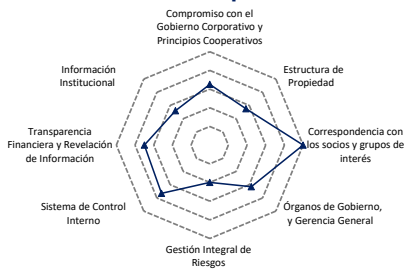 Compromiso con el
Gobierno Corporativo y
Principios Cooperativos
Estructura de
Propiedad
Correspondencia con
los socios y grupos de
interés
Órganos de Gobierno,
y Gerencia General
Gestión Integral de
Riesgos
Sistema de Control
Interno
Transparencia
Financiera y Revelación
de Información
Información
Institucional